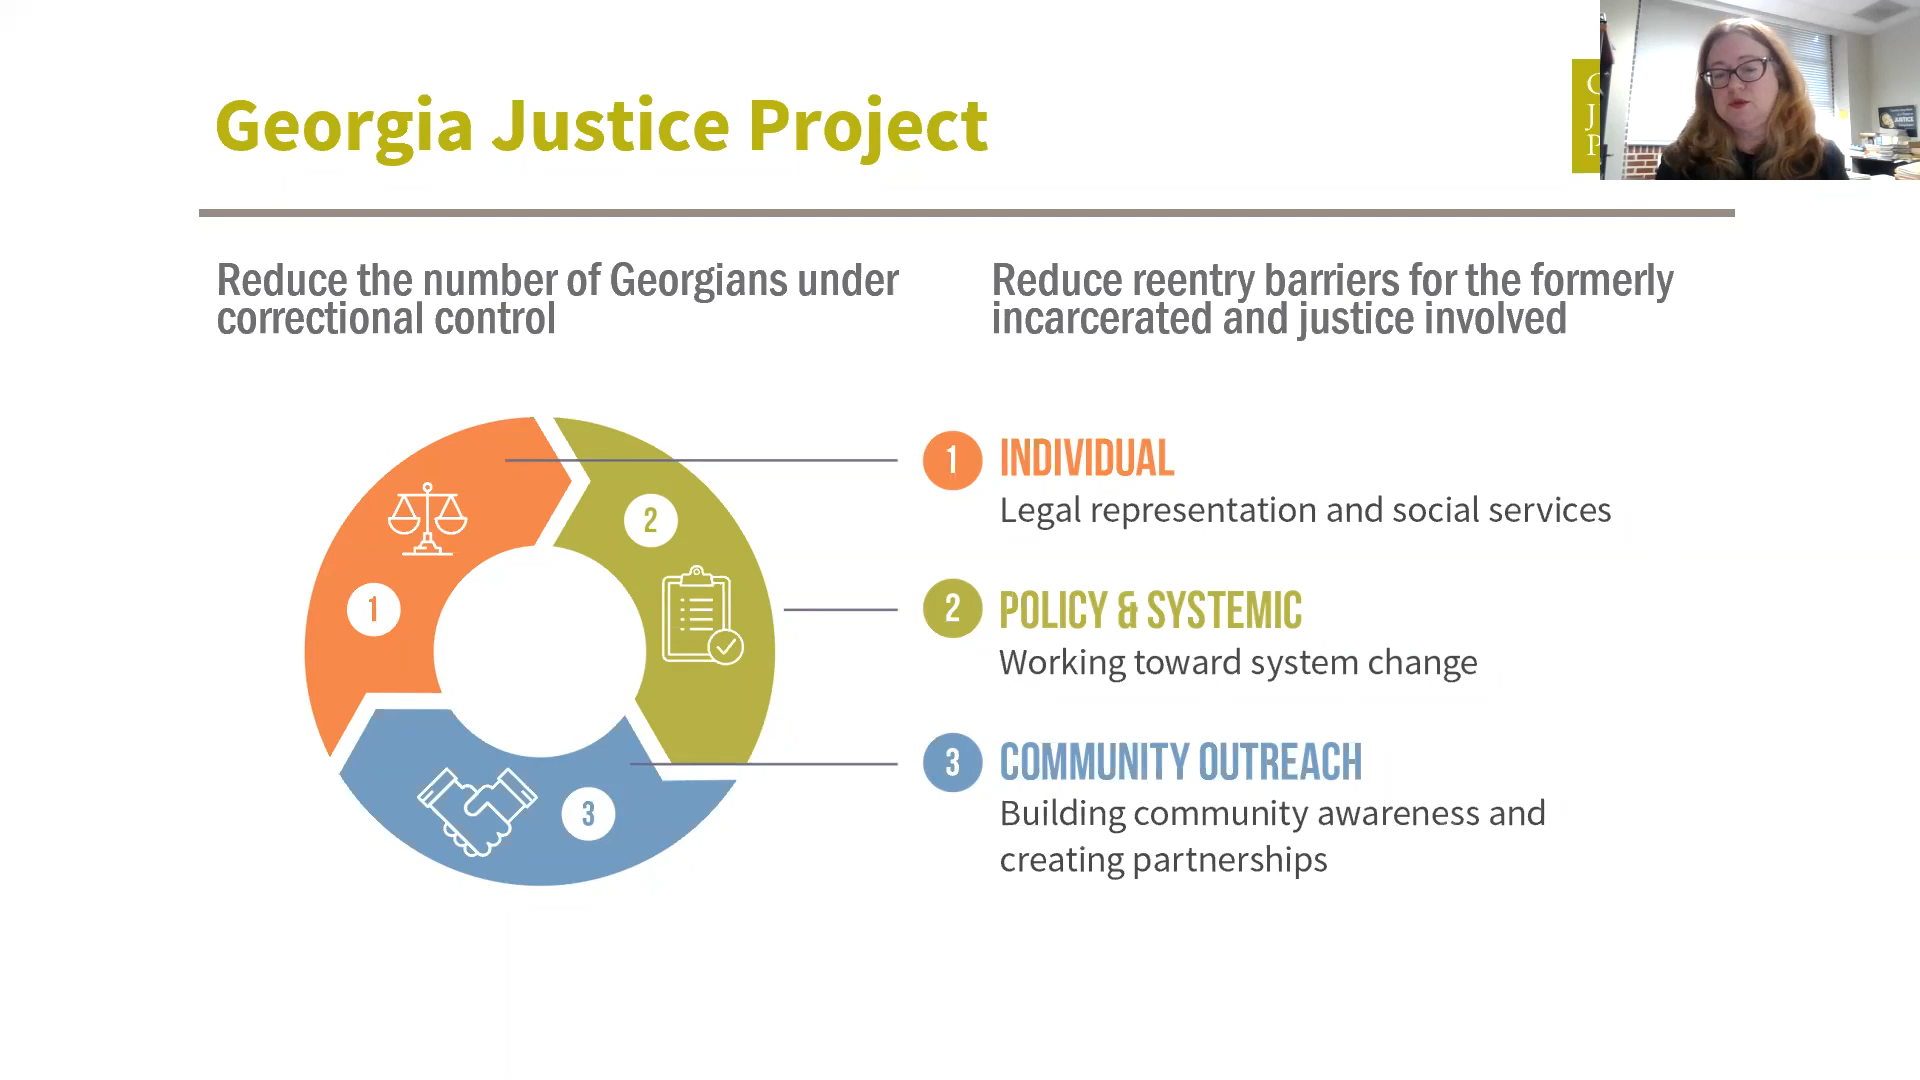 Georgia Justice Project
J
P
Reduce the number of Georgians under
correctional control
Reduce reentry barriers for the formerly
incarcerated and justice involved
1
2
3
1 INDIVIDUAL
Legal representation and social services
2 POLICY & SYSTEMIC
Working toward system change
3 COMMUNITY OUTREACH
Building community awareness and
creating partnerships
JUSTICE